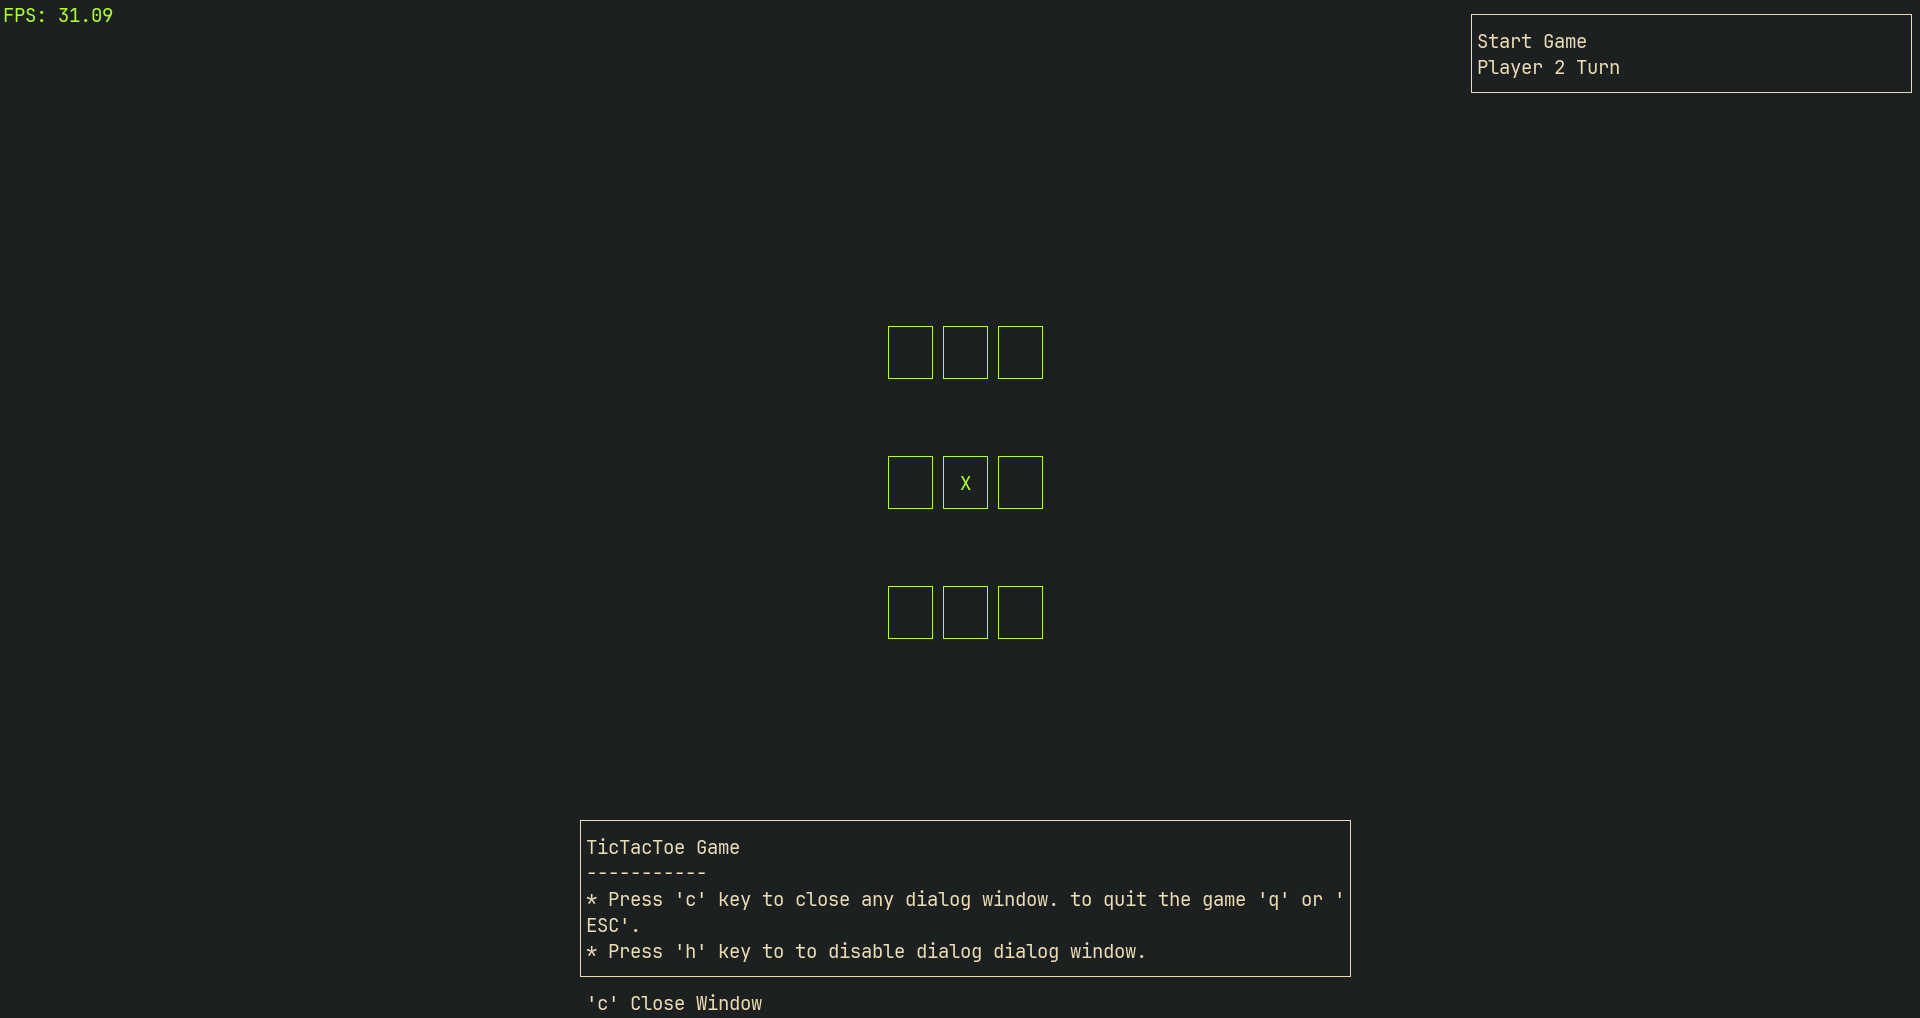 FPS: 31.09
Start Game
Player 2 Turn
X
TicTacToe Game
-----------
* Press 'c' key to close any dialog window. to quit the game 'q' or '
ESC'.
* Press 'h' key to to disable dialog dialog window.
'c' Close Window